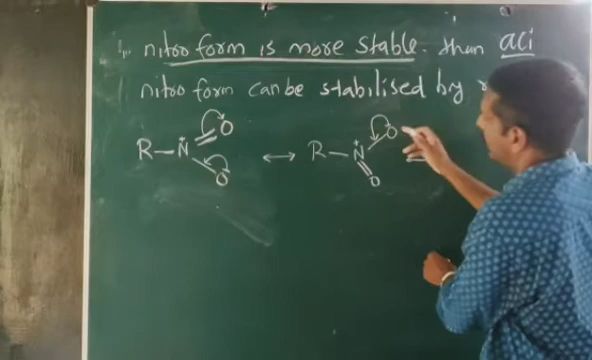 nitro form is more stable. than aci
nitro form can be stabilised by
R-N O O ↔ R-N O O